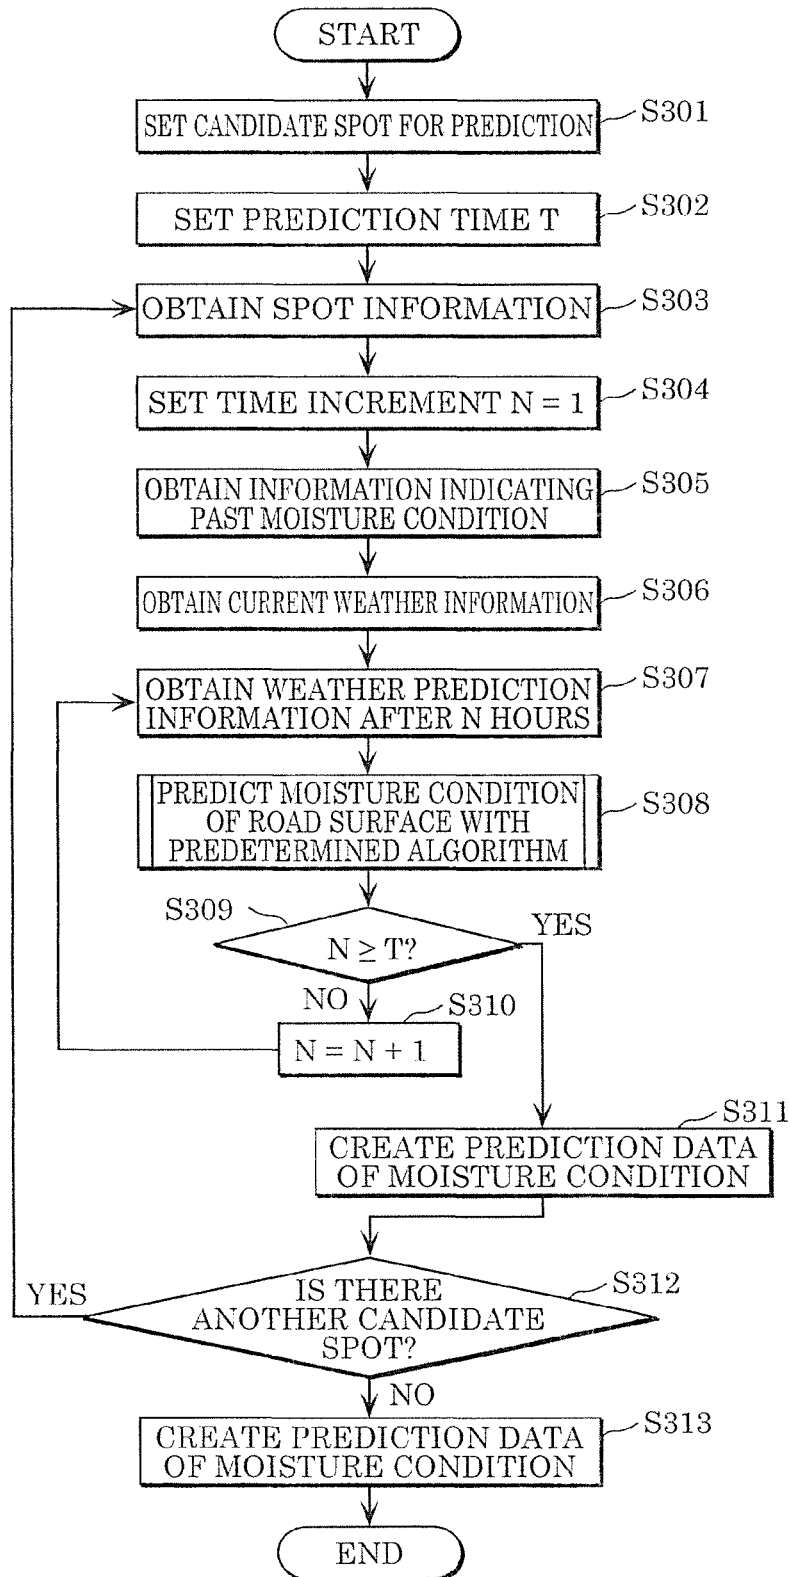 START
SET CANDIDATE SPOT FOR PREDICTION
S301
SET PREDICTION TIME T
S302
OBTAIN SPOT INFORMATION
S303
SET TIME INCREMENT N = 1
S304
OBTAIN INFORMATION INDICATING
PAST MOISTURE CONDITION
S305
OBTAIN CURRENT WEATHER INFORMATION
S306
OBTAIN WEATHER PREDICTION
INFORMATION AFTER N HOURS
S307
PREDICT MOISTURE CONDITION
OF ROAD SURFACE WITH
PREDETERMINED ALGORITHM
S308
S309
N ≥ T?
YES
NO
S310
N = N + 1
S311
CREATE PREDICTION DATA
OF MOISTURE CONDITION
S312
IS THERE
ANOTHER CANDIDATE
SPOT?
YES
NO
CREATE PREDICTION DATA
OF MOISTURE CONDITION
S313
END